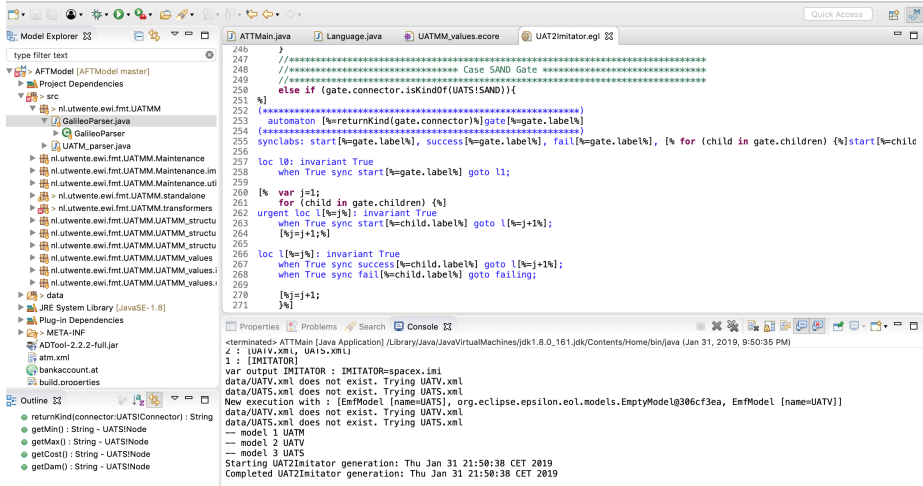 Quick Access
Model Explorer
type filter text
> AFTModel [AFTModel master]
Project Dependencies
> src
> nl.utwente.ewi.fmt.UATMM
GalileoParser.java
> GalileoParser
UATM_parser.java
nl.utwente.ewi.fmt.UATMM.Maintenance
nl.utwente.ewi.fmt.UATMM.Maintenance.im
nl.utwente.ewi.fmt.UATMM.Maintenance.uti
> nl.utwente.ewi.fmt.UATMM.standalone
> nl.utwente.ewi.fmt.UATMM.transformers
nl.utwente.ewi.fmt.UATMM.UATMM_structu
nl.utwente.ewi.fmt.UATMM.UATMM_structu
nl.utwente.ewi.fmt.UATMM.UATMM_structu
nl.utwente.ewi.fmt.UATMM.UATMM_values
nl.utwente.ewi.fmt.UATMM.UATMM_values.i
nl.utwente.ewi.fmt.UATMM.UATMM_values.u
> data
JRE System Library [JavaSE-1.8]
Plug-in Dependencies
> META-INF
ADTool-2.2.2-full.jar
atm.xml
bankaccount.at
build.properties
Outline
returnKind(connector:UATS!Connector) : String
getMin() : String - UATS!Node
getMax() : String - UATS!Node
getCost() : String - UATS!Node
getDam() : String - UATS!Node
ATTMain.java Language.java UATMM_values.ecore UAT2Imitator.egl
246 }
247 //**********************************************************************
248 //**************************** Case SAND Gate ***************************
249 //**********************************************************************
250 else if (gate.connector.isKindOf(UATS!SAND)){
251 %]
252 (*****************************************************)
253 automaton [%=returnKind(gate.connector)%]gate[%=gate.label%]
254 (*****************************************************)
255 synclabs: start[%=gate.label%], success[%=gate.label%], fail[%=gate.label%], [% for (child in gate.children) {%]start[%=child
256
257 loc l0: invariant True
258 when True sync start[%=gate.label%] goto l1;
259
260 [% var j=1;
261 for (child in gate.children) {%]
262 urgent loc l[%=j%]: invariant True
263 when True sync start[%=child.label%] goto l[%=j+1%];
264 [%j=j+1;%]
265
266 loc l[%=j%]: invariant True
267 when True sync success[%=child.label%] goto l[%=j+1%];
268 when True sync fail[%=child.label%] goto failing;
269
270 [%j=j+1;
271 }%]
Properties Problems Search Console
<terminated> ATTMain [Java Application] /Library/Java/JavaVirtualMachines/jdk1.8.0_161.jdk/Contents/Home/bin/java (Jan 31, 2019, 9:50:35 PM)
2 : [UATV.xml, UATS.xml]
1 : [IMITATOR]
var output IMITATOR : IMITATOR=spacex.imi
data/UATV.xml does not exist. Trying UATV.xml
data/UATS.xml does not exist. Trying UATS.xml
New execution with : [EmfModel [name=UATS], org.eclipse.epsilon.eol.models.EmptyModel@306cf3ea, EmfModel [name=UATV]]
data/UATV.xml does not exist. Trying UATV.xml
data/UATS.xml does not exist. Trying UATS.xml
-- model 1 UATM
-- model 2 UATV
-- model 3 UATS
Starting UAT2Imitator generation: Thu Jan 31 21:50:38 CET 2019
Completed UAT2Imitator generation: Thu Jan 31 21:50:38 CET 2019